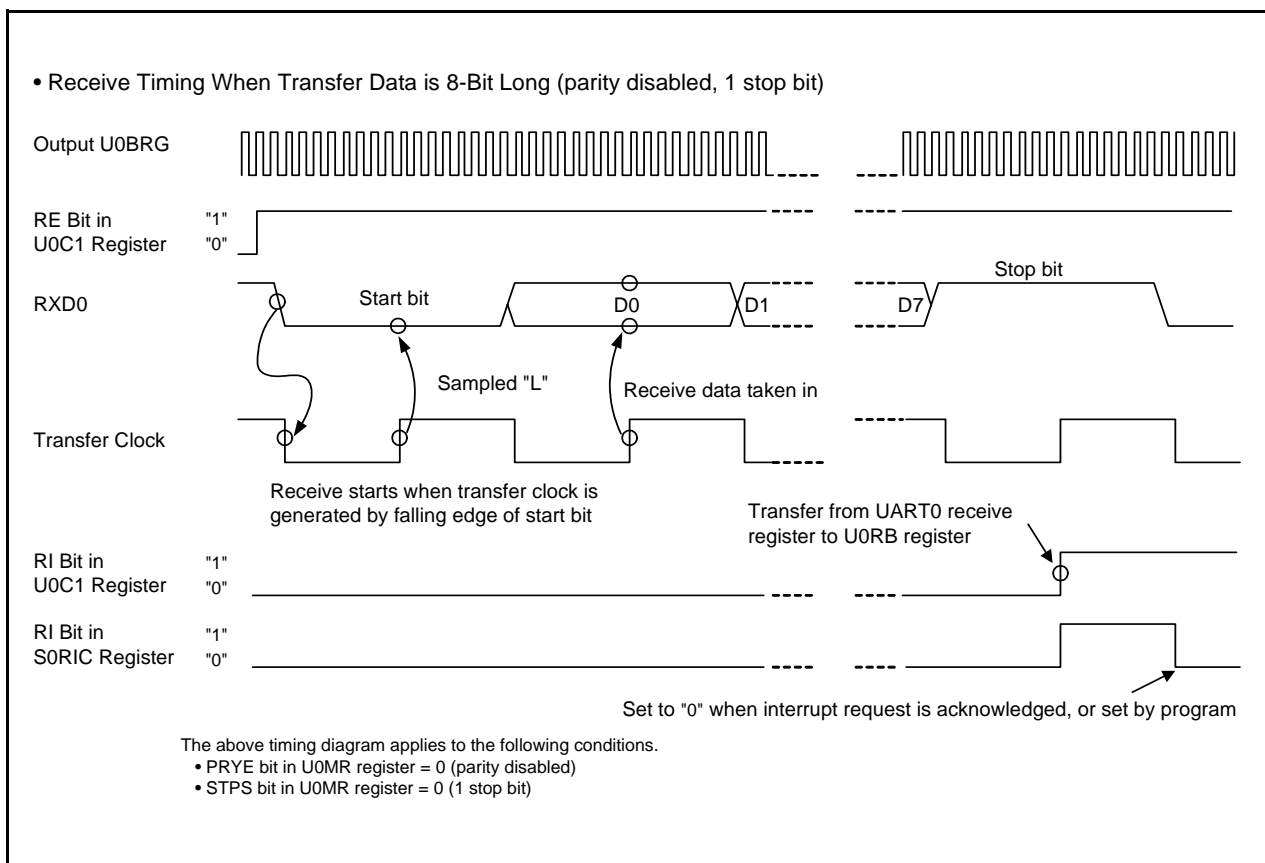 • Receive Timing When Transfer Data is 8-Bit Long (parity disabled, 1 stop bit)
Output U0BRG
RE Bit in
U0C1 Register
"1"
"0"
RXD0
Start bit
D0
D1
D7
Stop bit
Sampled "L"
Receive data taken in
Transfer Clock
Receive starts when transfer clock is
generated by falling edge of start bit
Transfer from UART0 receive
register to U0RB register
RI Bit in
U0C1 Register
"1"
"0"
RI Bit in
S0RIC Register
"1"
"0"
Set to "0" when interrupt request is acknowledged, or set by program
The above timing diagram applies to the following conditions.
• PRYE bit in U0MR register = 0 (parity disabled)
• STPS bit in U0MR register = 0 (1 stop bit)